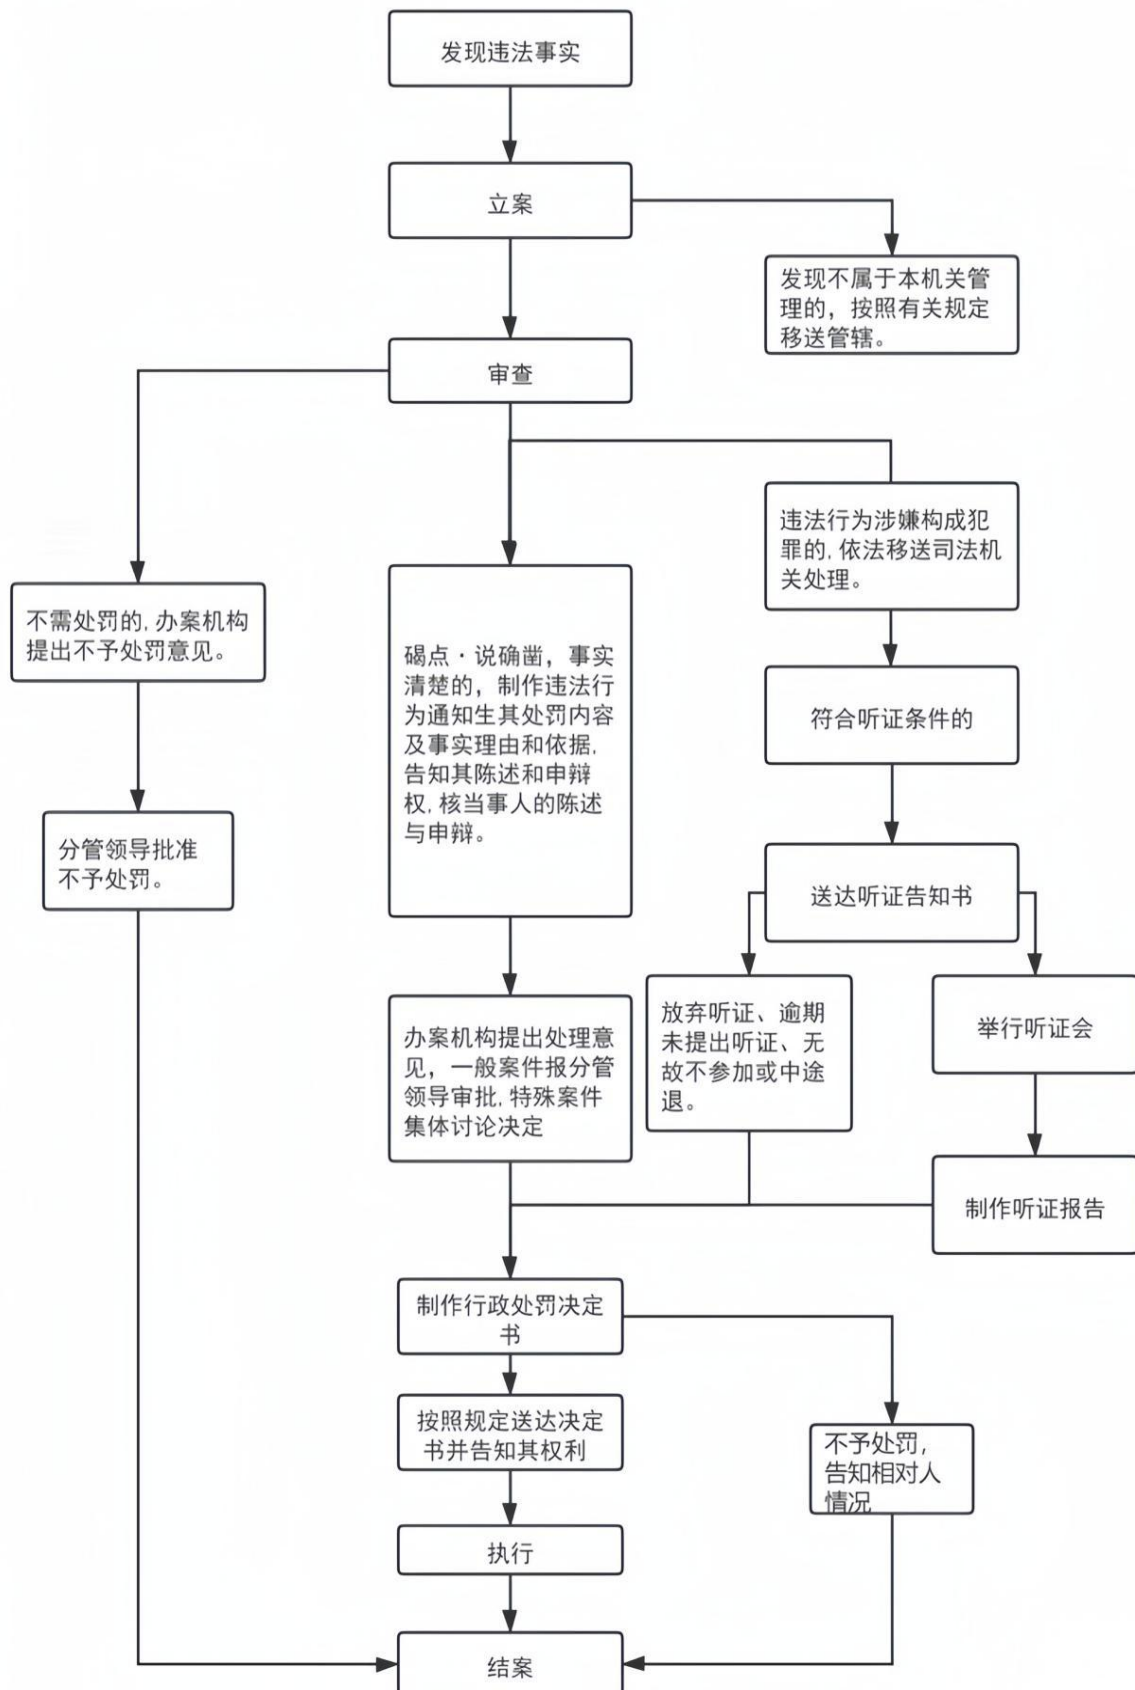 发现违法事实
立案
发现不属于本机关管
理的，按照有关规定
移送管辖。
审查
违法行为涉嫌构成犯
罪的，依法移送司法机
关处理。
不需处罚的，办案机构
提出不予处罚意见。
碣点·说确凿，事实
清楚的，制作违法行
为通知生其处罚内容
及事实理由和依据，
告知其陈述和申辩
权，核当事人的陈述
与申辩。
符合听证条件的
分管领导批准
不予处罚。
送达听证告知书
放弃听证、逾期
未提出听证、无
故不参加或中途
退。
举行听证会
办案机构提出处理意
见，一般案件报分管
领导审批，特殊案件
集体讨论决定
制作听证报告
制作行政处罚决定
书
按照规定送达决定
书并告知其权利
不予处罚，
告知相对人
情况
执行
结案